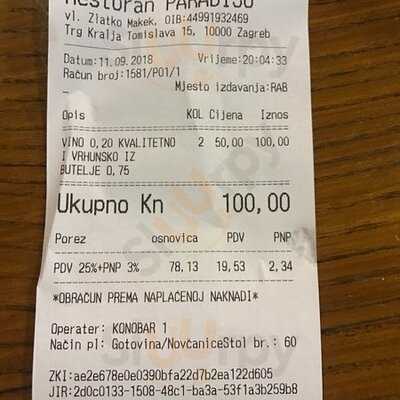 Restoran PARADISO
vl. Zlatko Makek, OIB:44991932469
Trg Kralja Tomislava 15, 10000 Zagreb
Datum:11.09.2018 Vrijeme:20:04:33
Račun broj:1581/P01/1
Mjesto izdavanja:RAB
Opis KOL Cijena Iznos
VINO 0,20 KVALITETNO 2 50,00 100,00
I VRHUNSKO IZ
BUTELJE 0,75
Ukupno Kn 100,00
Porez osnovica PDV PNP
PDV 25%+PNP 3% 78,13 19,53 2,34
*OBRAČUN PREMA NAPLAĆENOJ NAKNADI*
Operater: KONOBAR 1
Način pl: Gotovina/NovčaniceStol br.: 60
ZKI:ae2e678e0e0390bfa22d7b2ea122d605
JIR:2d0c0133-1508-48c1-ba3a-53f1a3b259b8